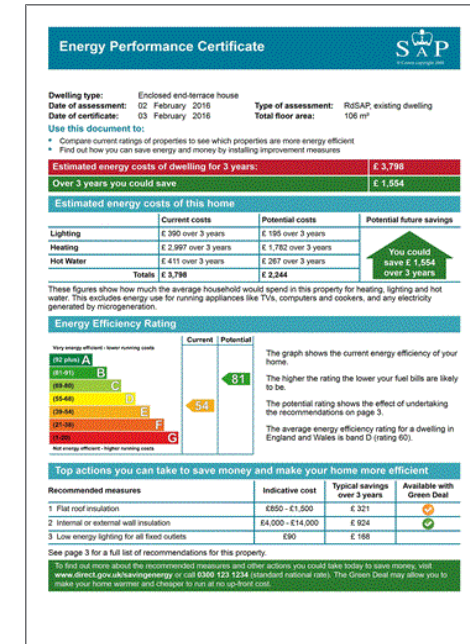 Energy Performance Certificate
SAP
© Crown copyright 2009
Dwelling type: Enclosed end-terrace house
Date of assessment: 02 February 2016 Type of assessment: RdSAP, existing dwelling
Date of certificate: 03 February 2016 Total floor area: 106 m²
Use this document to:
• Compare current ratings of properties to see which properties are more energy efficient
• Find out how you can save energy and money by installing improvement measures
Estimated energy costs of dwelling for 3 years: £ 3,798
Over 3 years you could save £ 1,554
Estimated energy costs of this home
Current costs Potential costs Potential future savings
Lighting £ 390 over 3 years £ 195 over 3 years
Heating £ 2,997 over 3 years £ 1,782 over 3 years
Hot Water £ 411 over 3 years £ 267 over 3 years
Totals £ 3,798 £ 2,244
You could
save £ 1,554
over 3 years
These figures show how much the average household would spend in this property for heating, lighting and hot
water. This excludes energy use for running appliances like TVs, computers and cookers, and any electricity
generated by microgeneration.
Energy Efficiency Rating
Current Potential
Very energy efficient - lower running costs
(92 plus) A
(81-91) B
(69-80) C
(55-68) D
(39-54) E
(21-38) F
(1-20) G
Not energy efficient - higher running costs
54
81
The graph shows the current energy efficiency of your
home.
The higher the rating the lower your fuel bills are likely
to be.
The potential rating shows the effect of undertaking
the recommendations on page 3.
The average energy efficiency rating for a dwelling in
England and Wales is band D (rating 60).
Top actions you can take to save money and make your home more efficient
Recommended measures Indicative cost Typical savings over 3 years Available with Green Deal
1 Flat roof insulation £850 - £1,500 £ 321
2 Internal or external wall insulation £4,000 - £14,000 £ 924
3 Low energy lighting for all fixed outlets £90 £ 168
See page 3 for a full list of recommendations for this property.
To find out more about the recommended measures and other actions you could take today to save money, visit
www.direct.gov.uk/savingenergy or call 0300 123 1234 (standard national rate). The Green Deal may allow you to
make your home warmer and cheaper to run at no up-front cost.